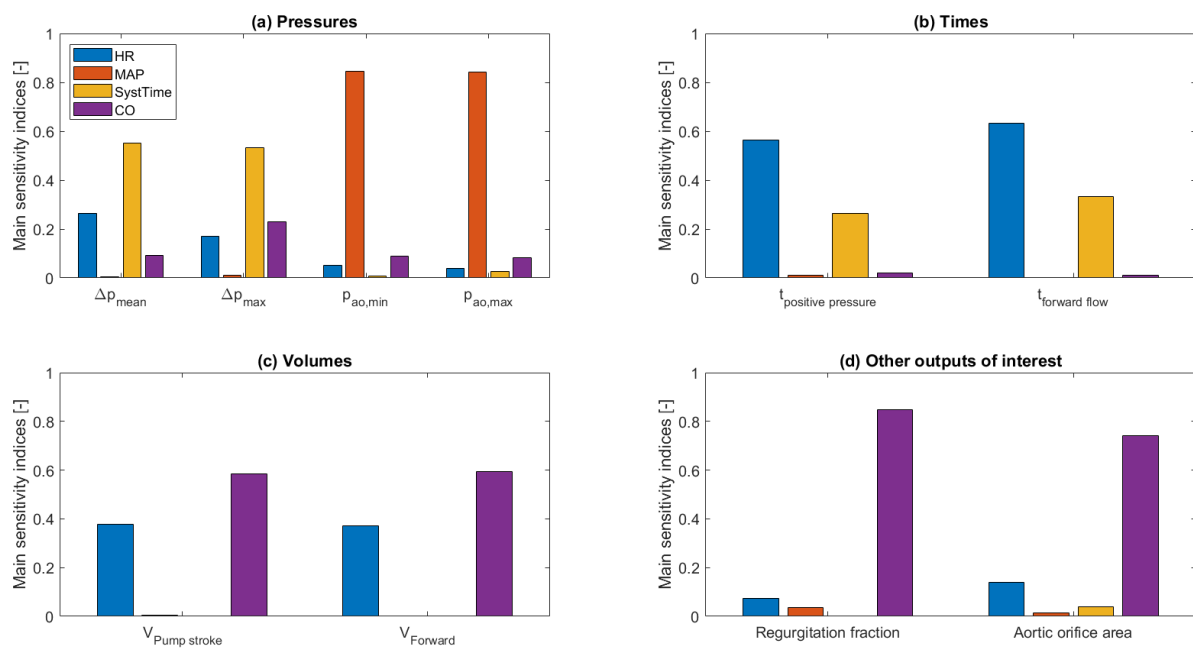 (a) Pressures
Main sensitivity indices [-]
1
0.8
0.6
0.4
0.2
0
HR
MAP
SystTime
CO
Δp_mean
Δp_max
p_ao,min
p_ao,max
(b) Times
Main sensitivity indices [-]
1
0.8
0.6
0.4
0.2
0
t_positive pressure
t_forward flow
(c) Volumes
Main sensitivity indices [-]
1
0.8
0.6
0.4
0.2
0
V_Pump stroke
V_Forward
(d) Other outputs of interest
Main sensitivity indices [-]
1
0.8
0.6
0.4
0.2
0
Regurgitation fraction
Aortic orifice area